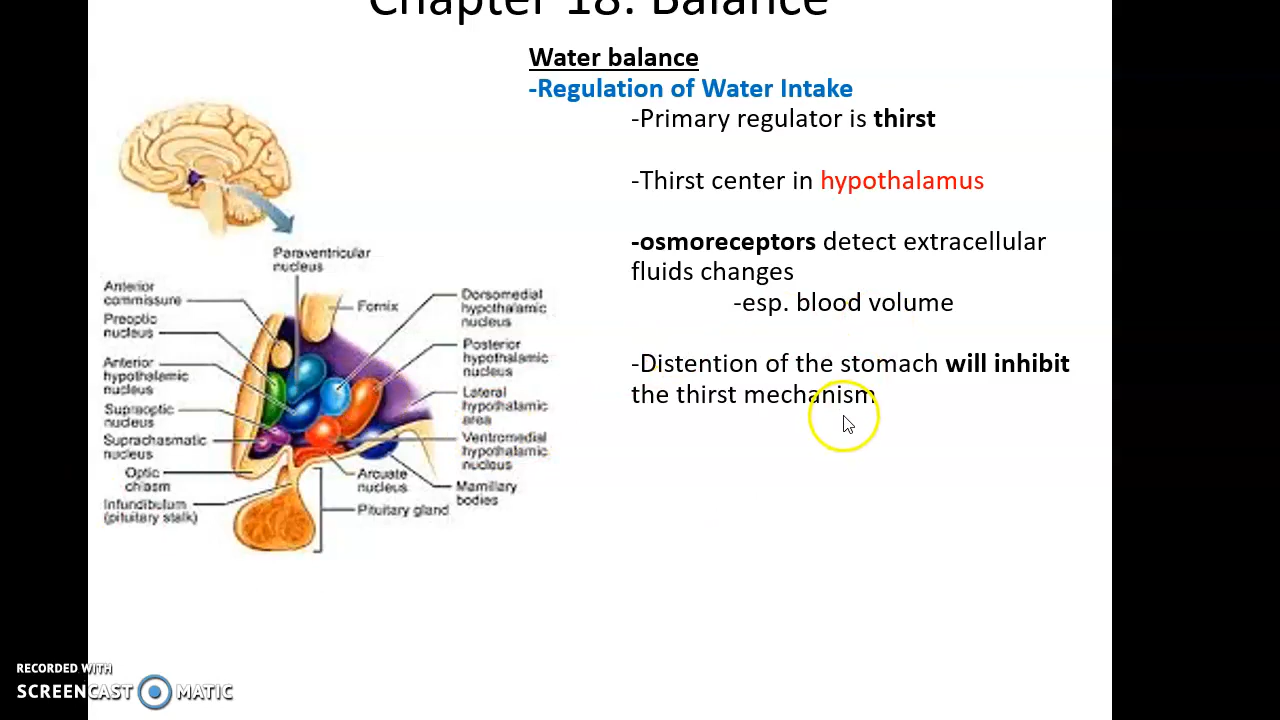 Chapter 18: Balance
Water balance
-Regulation of Water Intake
-Primary regulator is thirst
-Thirst center in hypothalamus
-osmoreceptors detect extracellular
fluids changes
-esp. blood volume
-Distention of the stomach will inhibit
the thirst mechanism
Paraventricular
nucleus
Anterior
commissure
Preoptic
nucleus
Anterior
hypothalamic
nucleus
Supraoptic
nucleus
Suprachasmatic
nucleus
Optic
chiasm
Infundibulum
(pituitary stalk)
Fornix
Dorsomedial
hypothalamic
nucleus
Posterior
hypothalamic
nucleus
Lateral
hypothalamic
area
Ventromedial
hypothalamic
nucleus
Arcuate
nucleus
Mamillary
bodies
Pituitary gland
RECORDED WITH
SCREENCAST MATIC